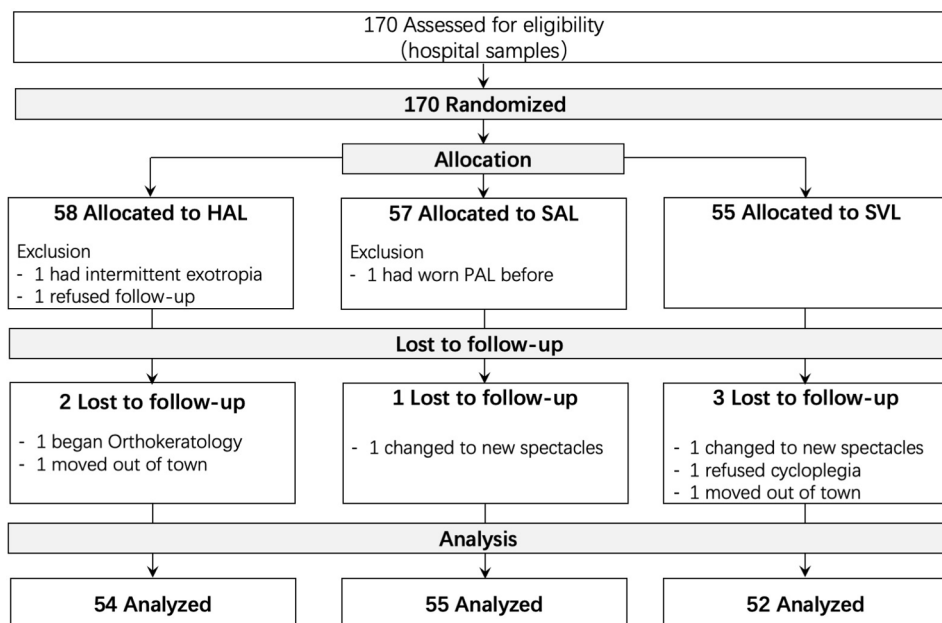 170 Assessed for eligibility
(hospital samples)
170 Randomized
Allocation
58 Allocated to HAL
Exclusion
- 1 had intermittent exotropia
- 1 refused follow-up
57 Allocated to SAL
Exclusion
- 1 had worn PAL before
55 Allocated to SVL
Lost to follow-up
2 Lost to follow-up
- 1 began Orthokeratology
- 1 moved out of town
1 Lost to follow-up
- 1 changed to new spectacles
3 Lost to follow-up
- 1 changed to new spectacles
- 1 refused cycloplegia
- 1 moved out of town
Analysis
54 Analyzed
55 Analyzed
52 Analyzed